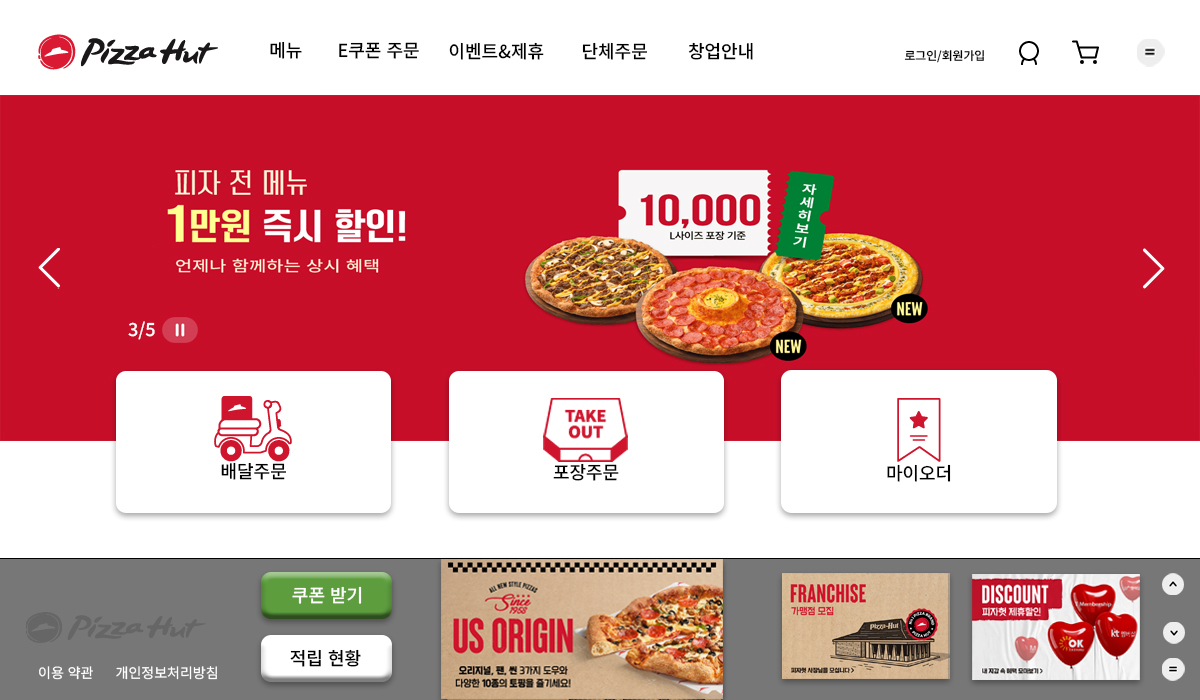 Pizza Hut
메뉴
E쿠폰 주문
이벤트&제휴
단체주문
창업안내
로그인/회원가입
피자 전 메뉴
1만원 즉시 할인!
언제나 함께하는 상시 혜택
10,000
L사이즈 포장 기준
자세히보기
NEW
NEW
3/5
배달주문
TAKE
OUT
포장주문
마이오더
쿠폰 받기
적립 현황
Pizza Hut
이용 약관
개인정보처리방침
ALL NEW STYLE PIZZAS
Since
1958
US ORIGIN
오리지널, 팬, 씬 3가지 도우와
다양한 10종의 토핑을 즐기세요!
FRANCHISE
가맹점 모집
Pizza Hut
피자헛 사장님을 모십니다 >
DISCOUNT
피자헛 제휴할인
Membership
OK
kt 멤버십
내 지갑 속 혜택 모아보기 >